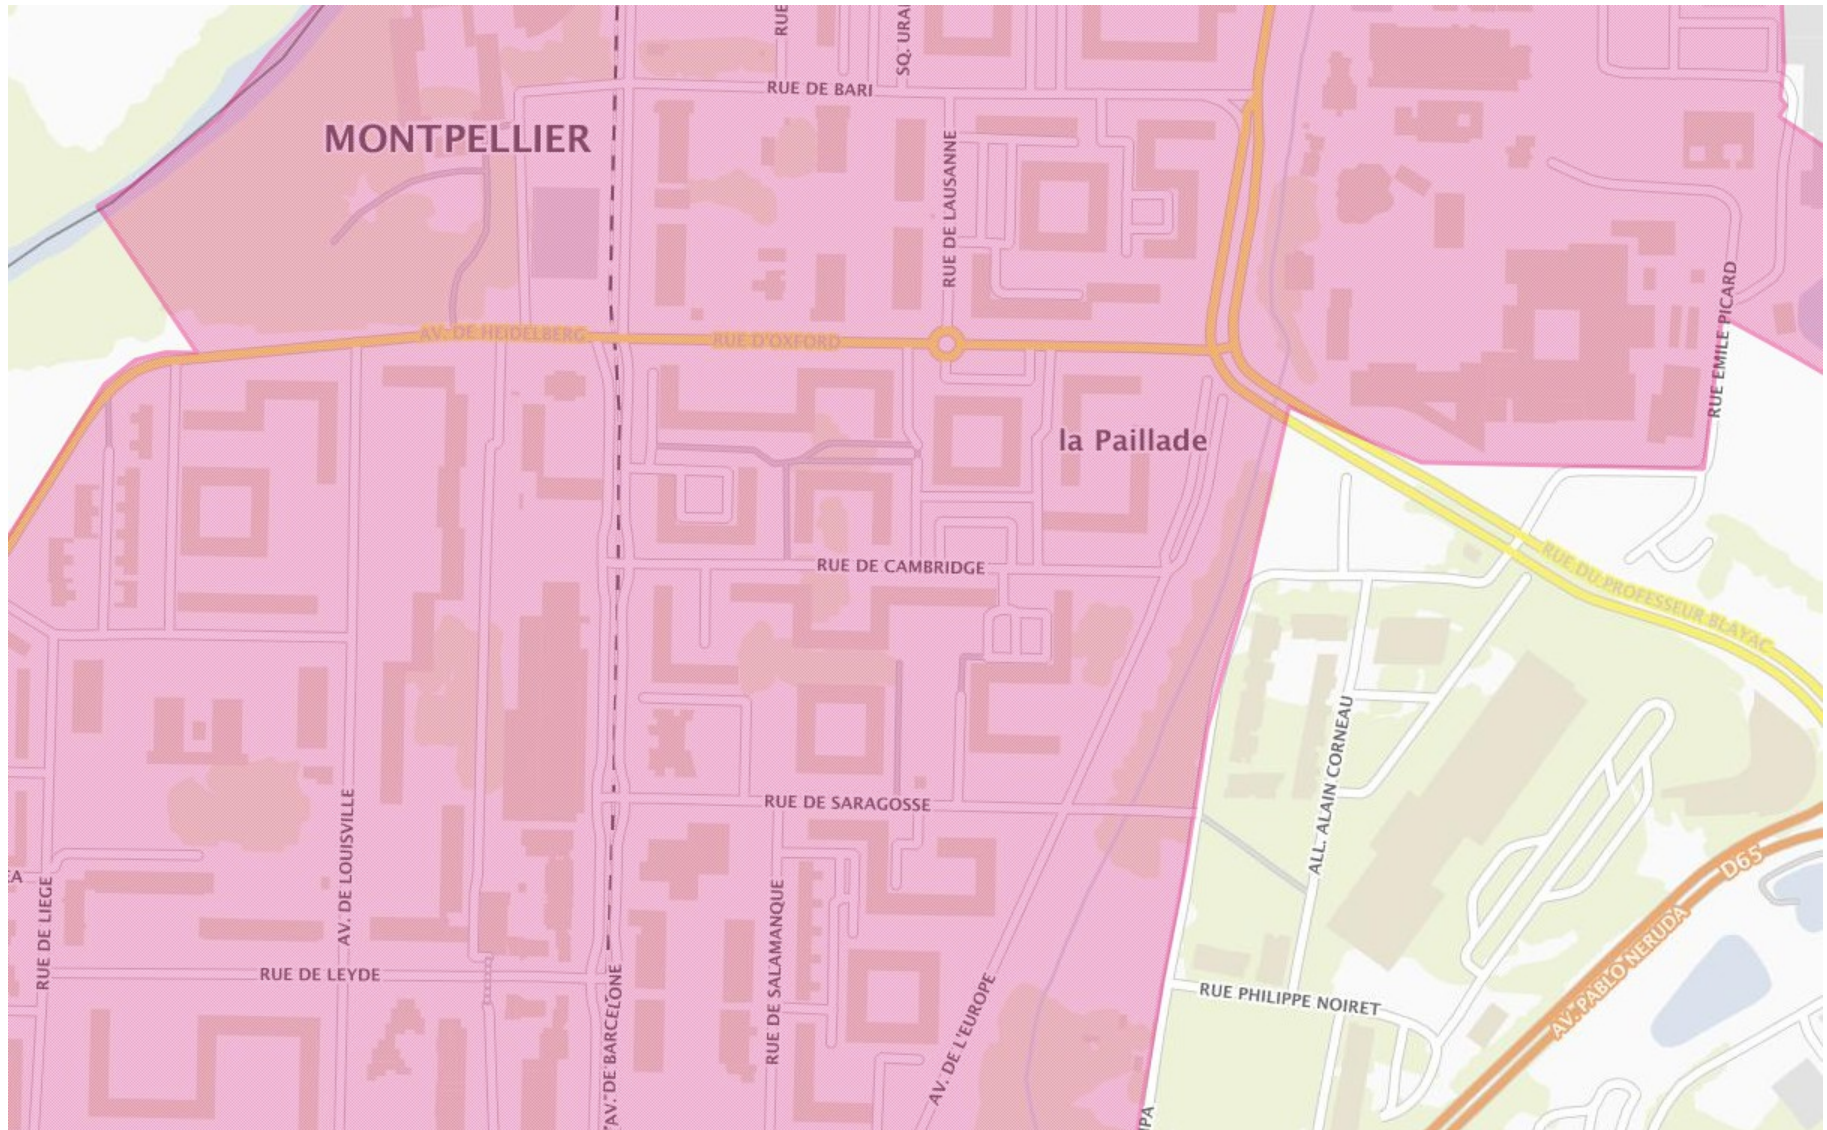 RUE
SQ. URA
RUE DE BARI
MONTPELLIER
RUE DE LAUSANNE
RUE EMILE PICARD
AV. DE HEIDELBERG
RUE D'OXFORD
la Paillade
RUE DE CAMBRIDGE
RUE DU PROFESSEUR BLAYAC
ALL. ALAIN CORNEAU
RUE DE SARAGOSSE
AV. DE LOUISVILLE
D65
EA
RUE DE LIEGE
RUE DE SALAMANQUE
AV. PABLO NERUDA
RUE DE LEYDE
AV. DE BARCELONE
AV. DE L'EUROPE
RUE PHILIPPE NOIRET
IPA